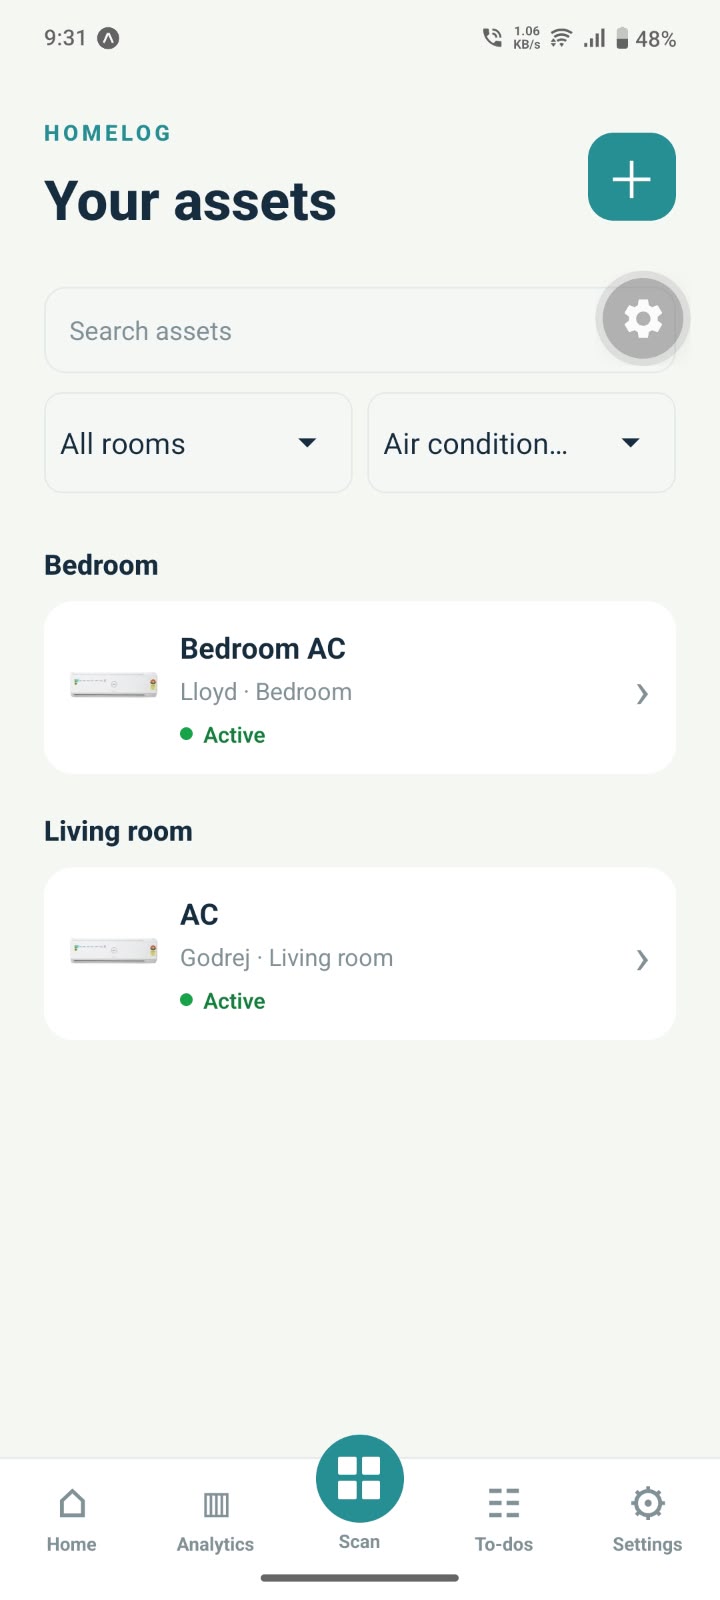 9:31
1.06
KB/s
48%
HOMELOG
Your assets
Search assets
All rooms
Air condition...
Bedroom
Bedroom AC
Lloyd · Bedroom
Active
Living room
AC
Godrej · Living room
Active
Home
Analytics
Scan
To-dos
Settings